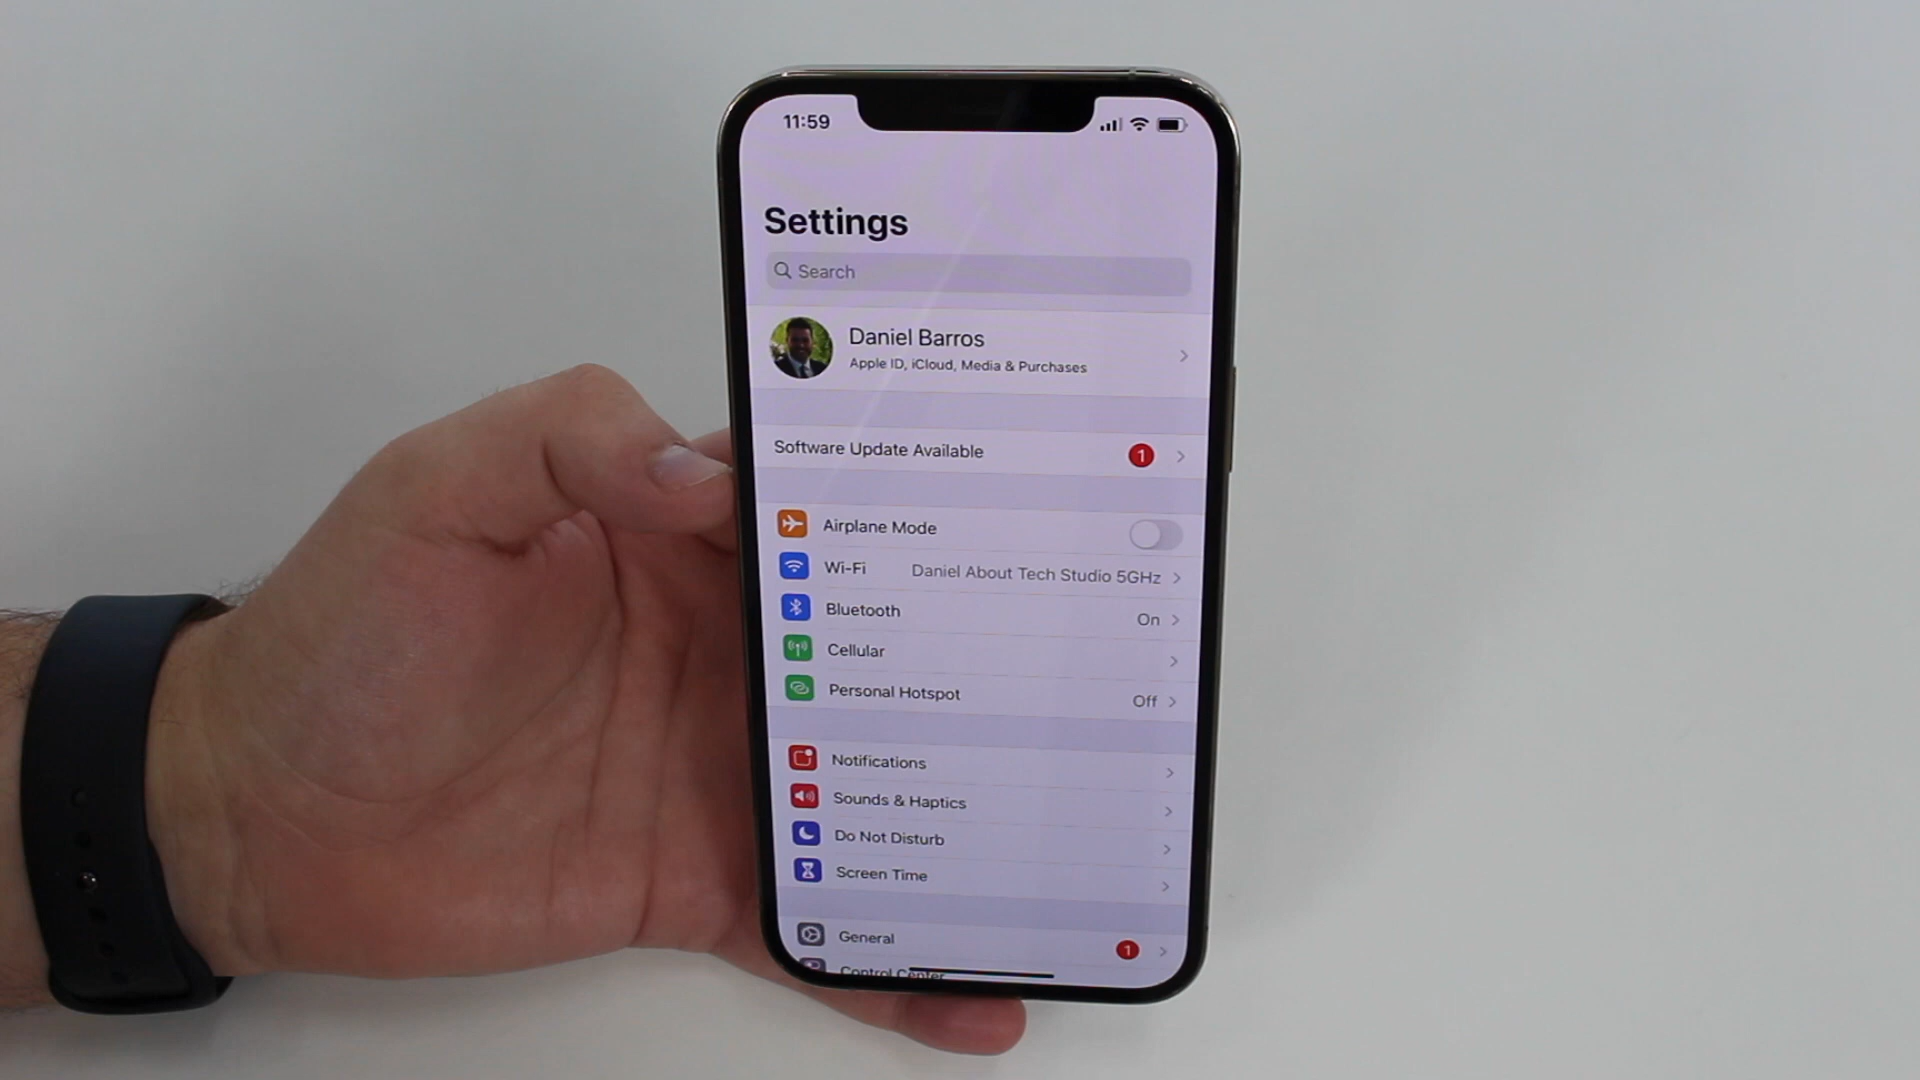 11:59
Settings
Search
Daniel Barros
Apple ID, iCloud, Media & Purchases
Software Update Available 1
Airplane Mode
Wi-Fi Daniel About Tech Studio 5GHz
Bluetooth On
Cellular
Personal Hotspot Off
Notifications
Sounds & Haptics
Do Not Disturb
Screen Time
General 1
Control Center